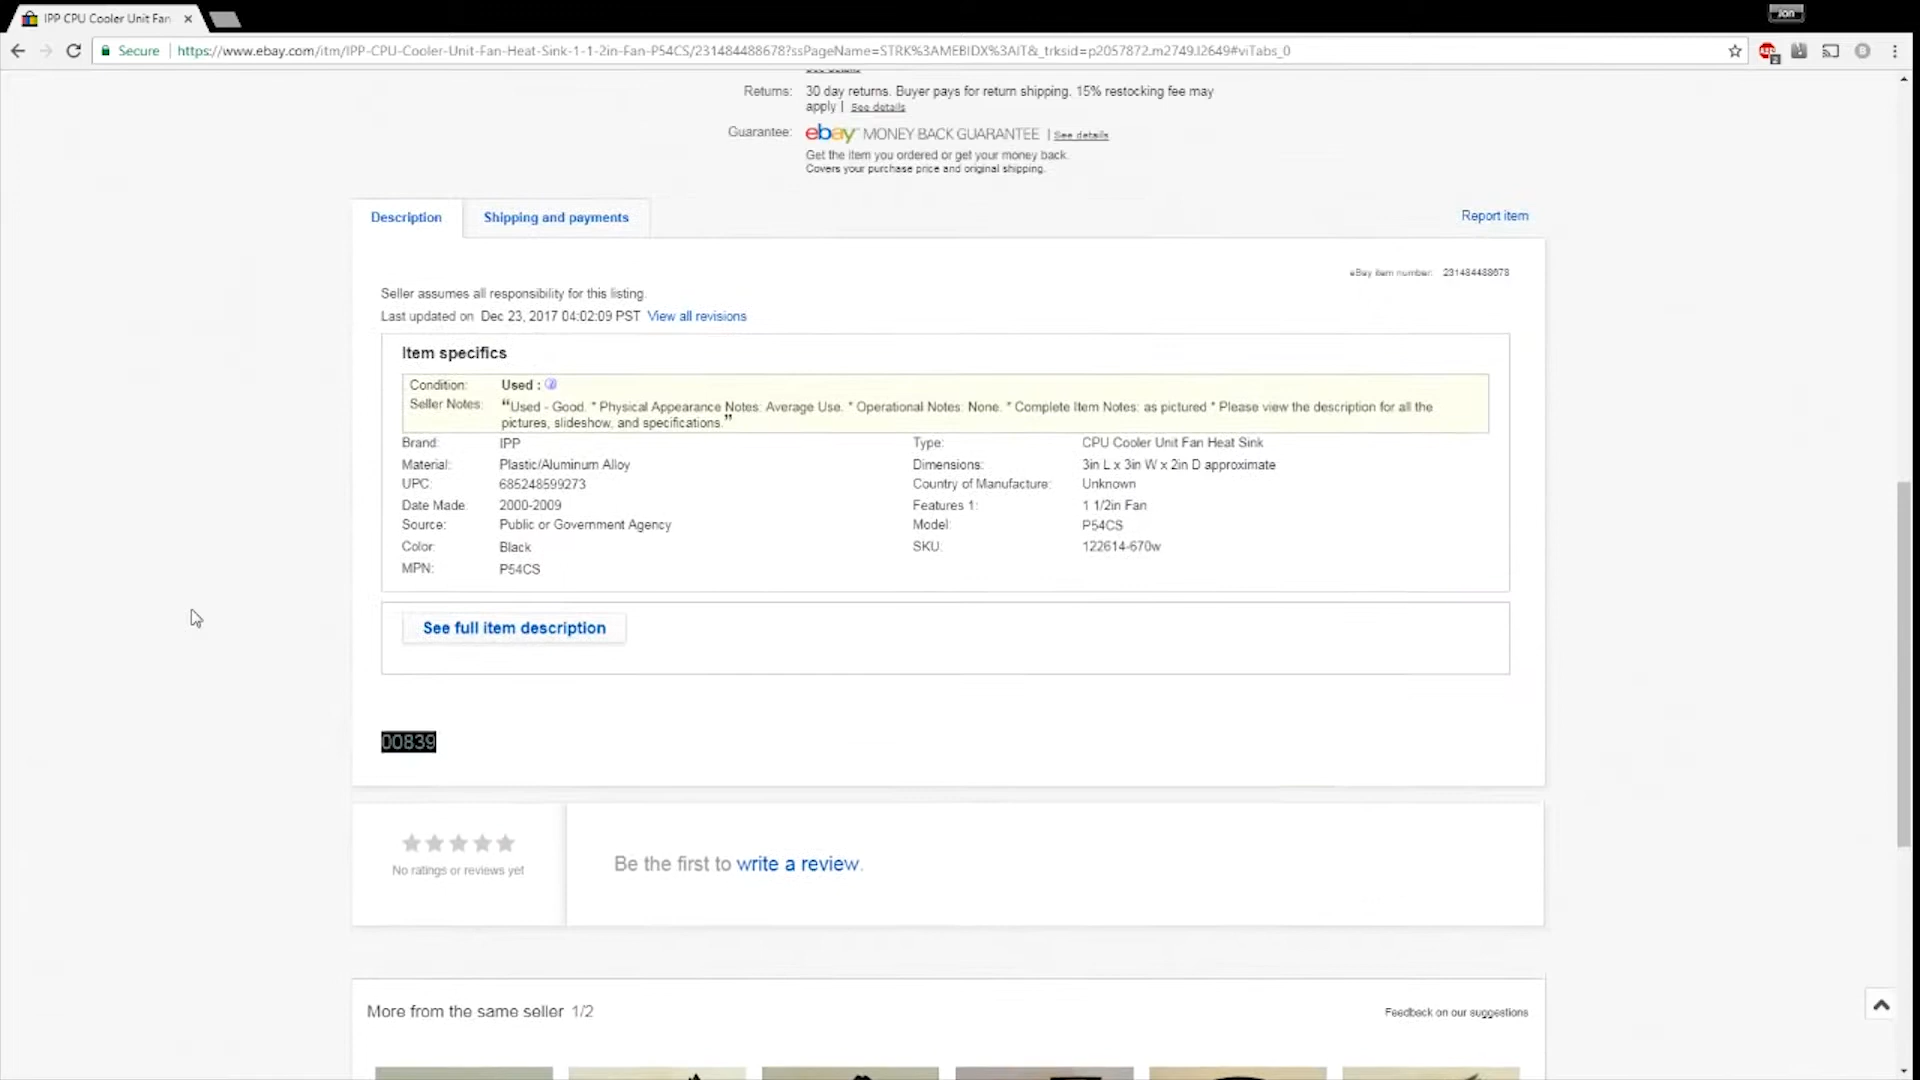 IPP CPU Cooler Unit Fan
Jon
Secure https://www.ebay.com/itm/IPP-CPU-Cooler-Unit-Fan-Heat-Sink-1-1-2in-Fan-P54CS/231484488678?ssPageName=STRK%3AMEBIDX%3AIT&_trksid=p2057872.m2749.l2649#viTabs_0
See details
Returns: 30 day returns. Buyer pays for return shipping. 15% restocking fee may
apply | See details
Guarantee: ebay MONEY BACK GUARANTEE | See details
Get the item you ordered or get your money back.
Covers your purchase price and original shipping.
Description Shipping and payments Report item
eBay item number: 231484488678
Seller assumes all responsibility for this listing.
Last updated on Dec 23, 2017 04:02:09 PST View all revisions
Item specifics
Condition: Used :
Seller Notes: “Used - Good. * Physical Appearance Notes: Average Use. * Operational Notes: None. * Complete Item Notes: as pictured * Please view the description for all the
pictures, slideshow, and specifications.”
Brand: IPP Type: CPU Cooler Unit Fan Heat Sink
Material: Plastic/Aluminum Alloy Dimensions: 3in L x 3in W x 2in D approximate
UPC: 685248599273 Country of Manufacture: Unknown
Date Made: 2000-2009 Features 1: 1 1/2in Fan
Source: Public or Government Agency Model: P54CS
Color: Black SKU: 122614-670w
MPN: P54CS
See full item description
00839
No ratings or reviews yet
Be the first to write a review.
More from the same seller 1/2 Feedback on our suggestions